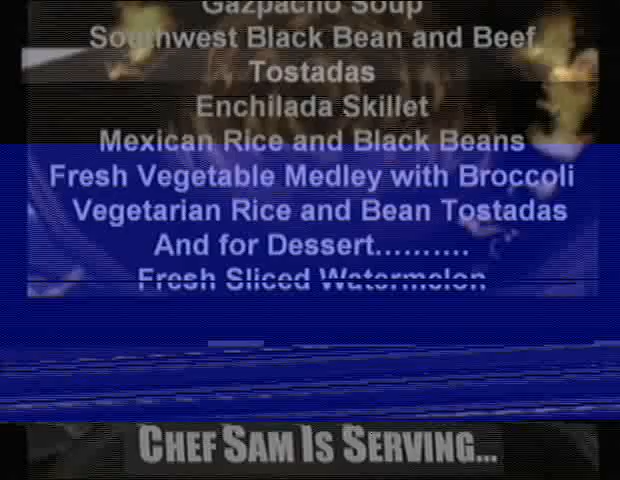 Gazpacho Soup
Southwest Black Bean and Beef
Tostadas
Enchilada Skillet
Mexican Rice and Black Beans
Fresh Vegetable Medley with Broccoli
Vegetarian Rice and Bean Tostadas
And for Dessert..........
Fresh Sliced Watermelon
CHEF SAM IS SERVING...